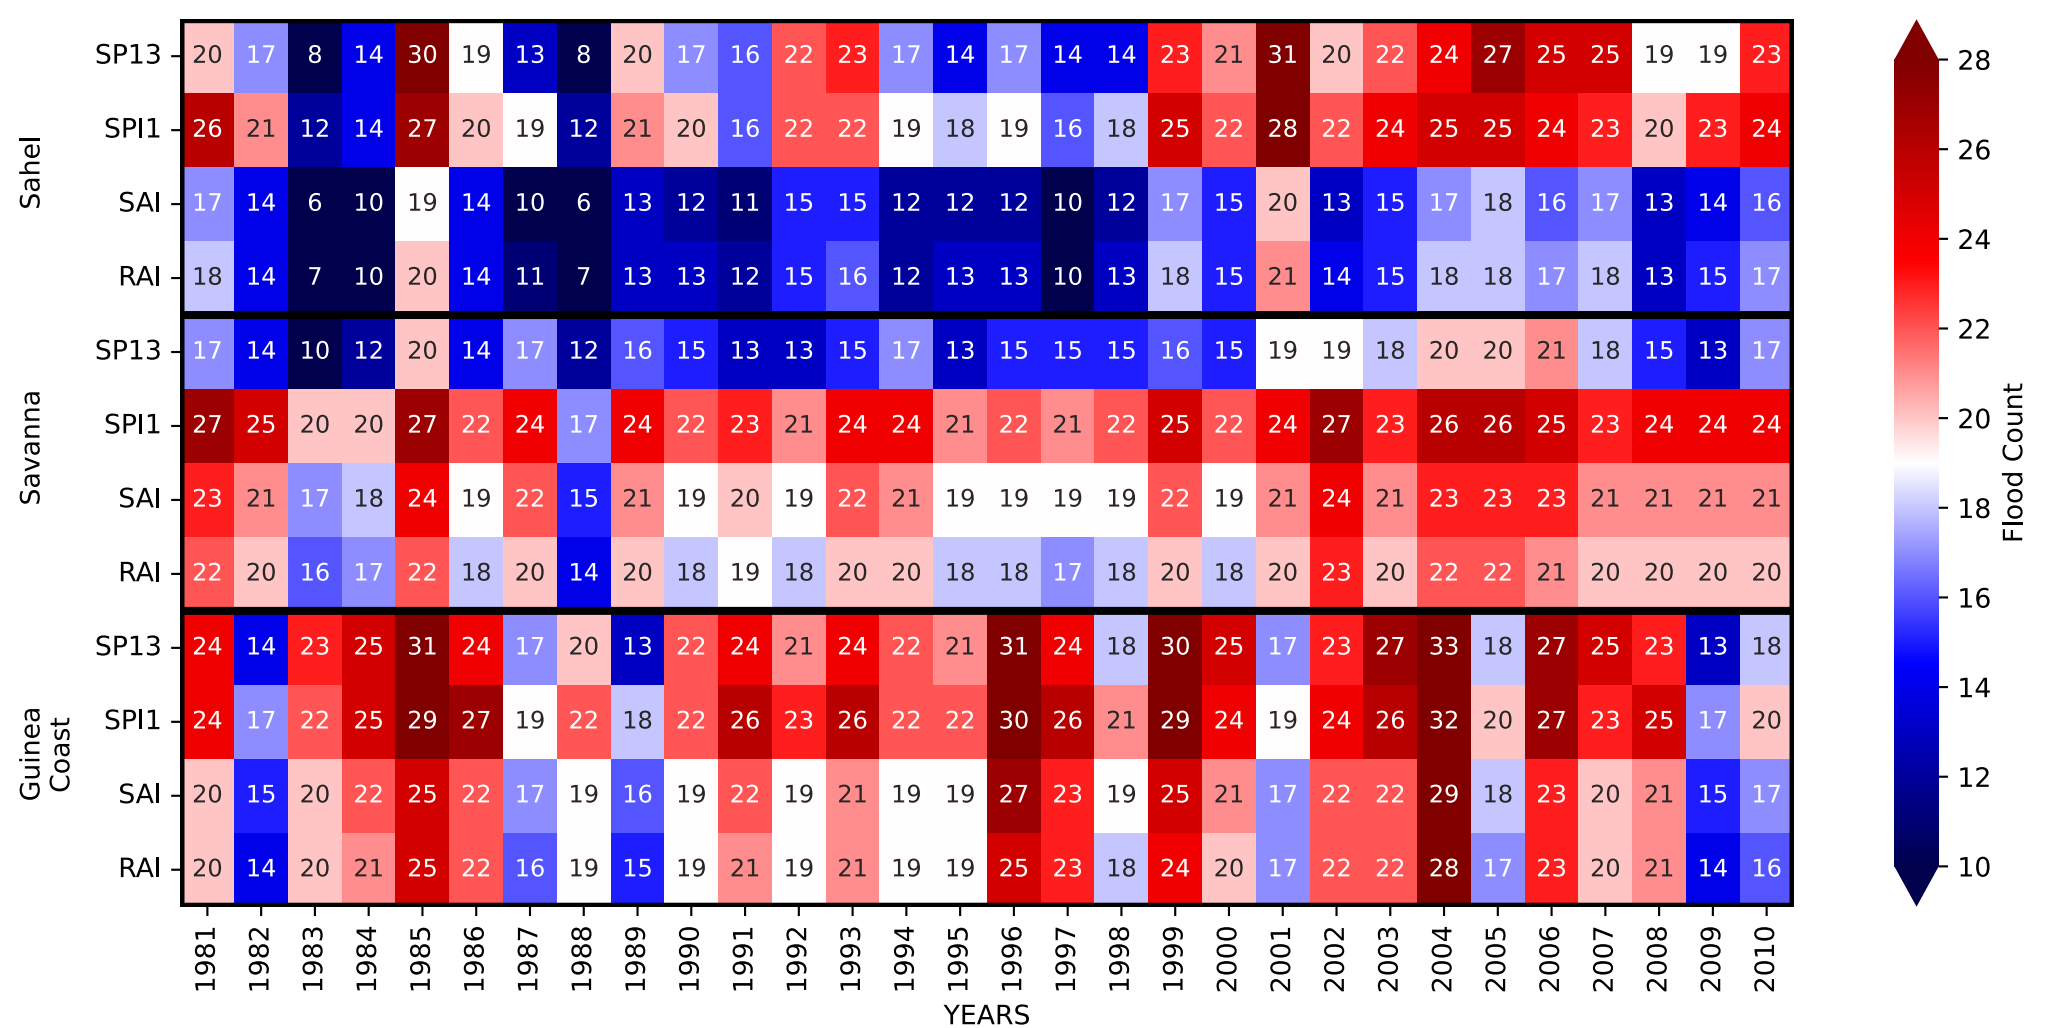 SP13 20 17 8 14 30 19 13 8 20 17 16 22 23 17 14 17 14 14 23 21 31 20 22 24 27 25 25 19 19 23
SPI1 26 21 12 14 27 20 19 12 21 20 16 22 22 19 18 19 16 18 25 22 28 22 24 25 25 24 23 20 23 24
SAI 17 14 6 10 19 14 10 6 13 12 11 15 15 12 12 12 10 12 17 15 20 13 15 17 18 16 17 13 14 16
RAI 18 14 7 10 20 14 11 7 13 13 12 15 16 12 13 13 10 13 18 15 21 14 15 18 18 17 18 13 15 17
Sahel
SP13 17 14 10 12 20 14 17 12 16 15 13 13 15 17 13 15 15 15 16 15 19 19 18 20 20 21 18 15 13 17
SPI1 27 25 20 20 27 22 24 17 24 22 23 21 24 24 21 22 21 22 25 22 24 27 23 26 26 25 23 24 24 24
SAI 23 21 17 18 24 19 22 15 21 19 20 19 22 21 19 19 19 19 22 19 21 24 21 23 23 23 21 21 21 21
RAI 22 20 16 17 22 18 20 14 20 18 19 18 20 20 18 18 17 18 20 18 20 23 20 22 22 21 20 20 20 20
Savanna
SP13 24 14 23 25 31 24 17 20 13 22 24 21 24 22 21 31 24 18 30 25 17 23 27 33 18 27 25 23 13 18
SPI1 24 17 22 25 29 27 19 22 18 22 26 23 26 22 22 30 26 21 29 24 19 24 26 32 20 27 23 25 17 20
SAI 20 15 20 22 25 22 17 19 16 19 22 19 21 19 19 27 23 19 25 21 17 22 22 29 18 23 20 21 15 17
RAI 20 14 20 21 25 22 16 19 15 19 21 19 21 19 19 25 23 18 24 20 17 22 22 28 17 23 20 21 14 16
Guinea
Coast
1981 1982 1983 1984 1985 1986 1987 1988 1989 1990 1991 1992 1993 1994 1995 1996 1997 1998 1999 2000 2001 2002 2003 2004 2005 2006 2007 2008 2009 2010
YEARS
28
26
24
22
20
18
16
14
12
10
Flood Count